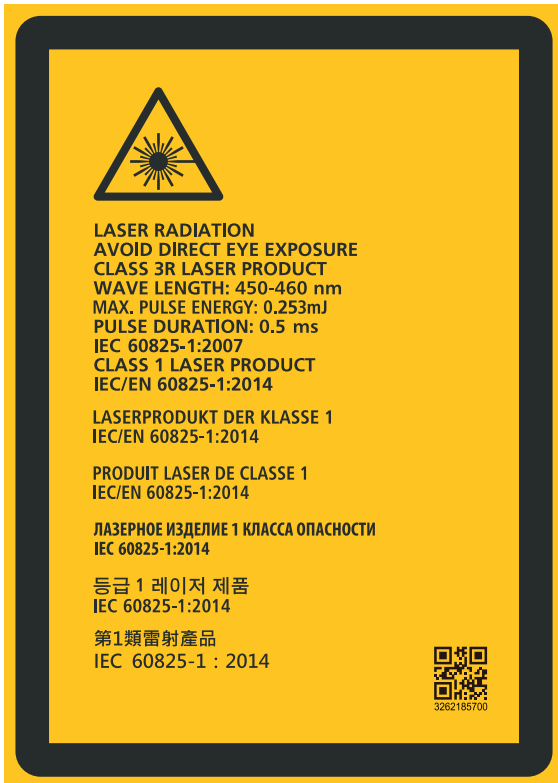 LASER RADIATION
AVOID DIRECT EYE EXPOSURE
CLASS 3R LASER PRODUCT
WAVE LENGTH: 450-460 nm
MAX. PULSE ENERGY: 0.253mJ
PULSE DURATION: 0.5 ms
IEC 60825-1:2007
CLASS 1 LASER PRODUCT
IEC/EN 60825-1:2014
LASERPRODUKT DER KLASSE 1
IEC/EN 60825-1:2014
PRODUIT LASER DE CLASSE 1
IEC/EN 60825-1:2014
ЛАЗЕРНОЕ ИЗДЕЛИЕ 1 КЛАССА ОПАСНОСТИ
IEC 60825-1:2014
등급 1 레이저 제품
IEC 60825-1:2014
第1類雷射產品
IEC 60825-1 : 2014
3262185700